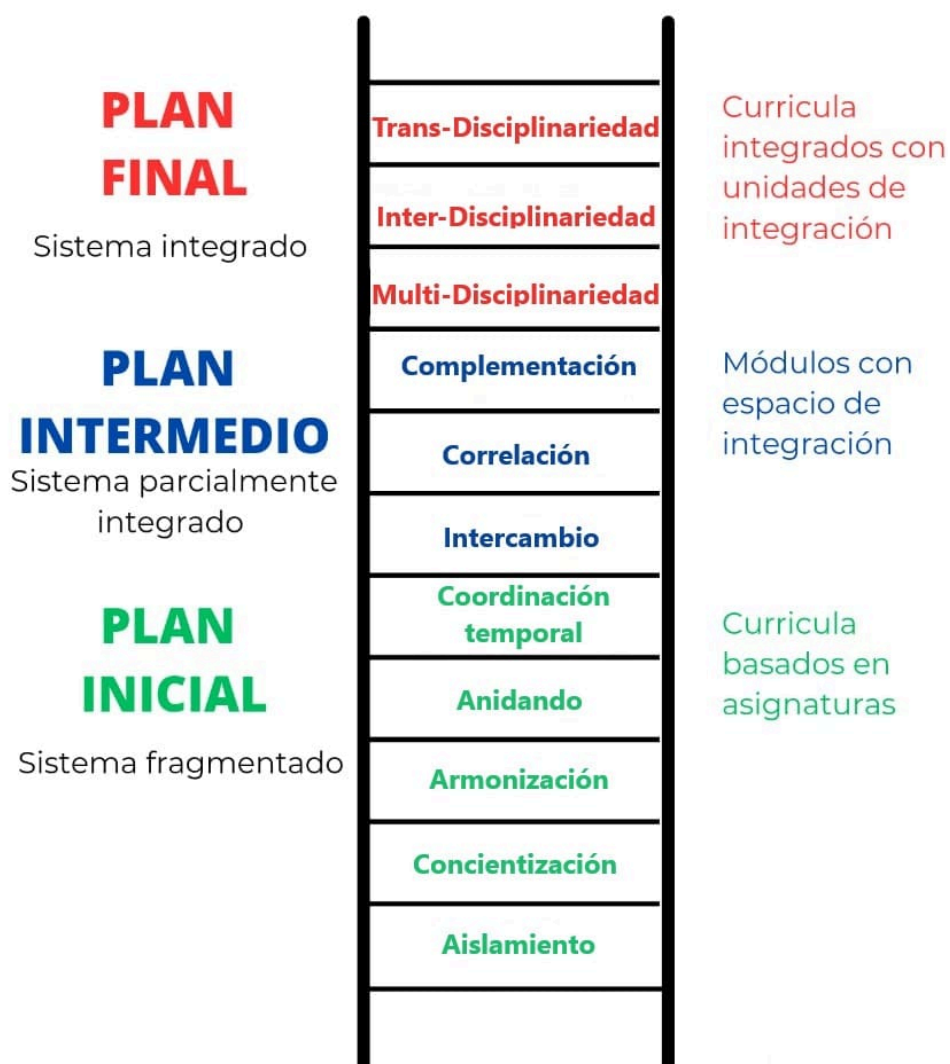 PLAN
FINAL
Sistema integrado
Trans-Disciplinariedad
Inter-Disciplinariedad
Multi-Disciplinariedad
Curricula
integrados con
unidades de
integración
PLAN
INTERMEDIO
Sistema parcialmente
integrado
Complementación
Correlación
Intercambio
Módulos con
espacio de
integración
PLAN
INICIAL
Sistema fragmentado
Coordinación
temporal
Anidando
Armonización
Concientización
Aislamiento
Curricula
basados en
asignaturas